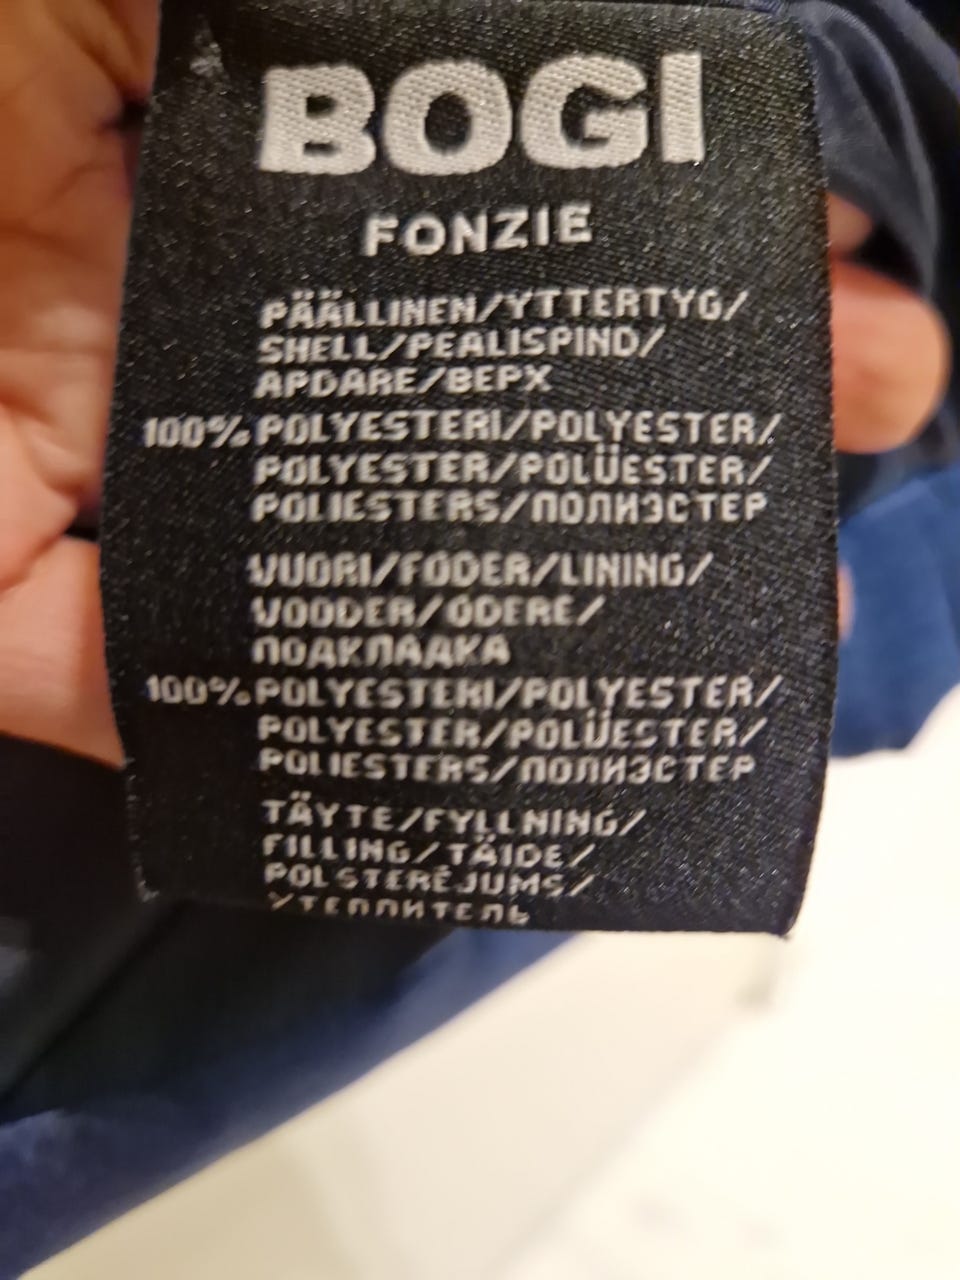 BOGI
FONZIE
PÄÄLLINEN/YTTERTYG/
SHELL/PEALISPIND/
APDARE/ВЕРХ
100% POLYESTERI/POLYESTER/
POLYESTER/POLÜESTER/
POLIESTERS/ПОЛИЭСТЕР
VUORI/FODER/LINING/
VOODER/ODERE/
ПОДКЛАДКА
100% POLYESTERI/POLYESTER/
POLYESTER/POLÜESTER/
POLIESTERS/ПОЛИЭСТЕР
TÄYTE/FYLLNING/
FILLING/TÄIDE/
POLSTERĒJUMS/
УТЕПЛИТЕЛЬ